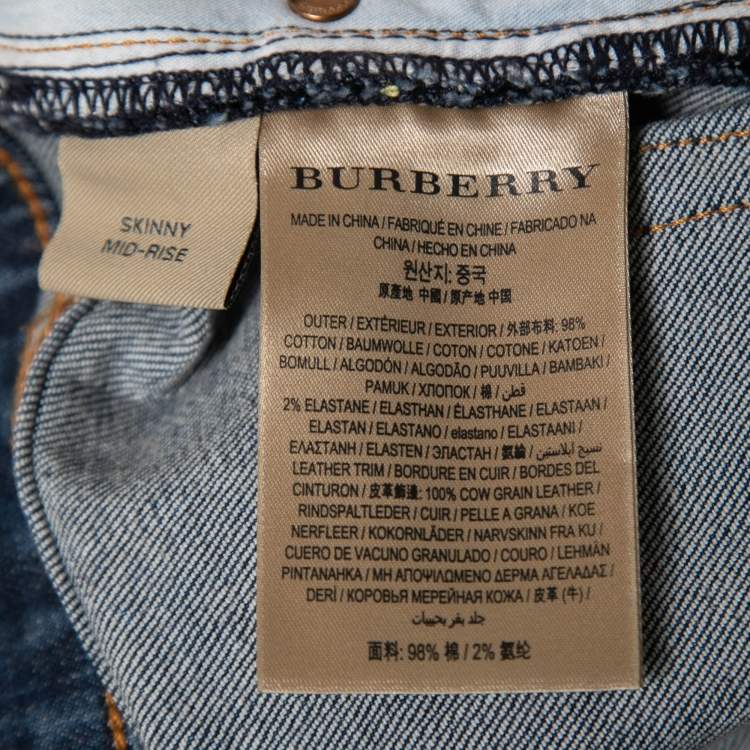 SKINNY
MID-RISE
BURBERRY
MADE IN CHINA / FABRIQUÉ EN CHINE / FABRICADO NA
CHINA / HECHO EN CHINA
원산지: 중국
原產地 中國 / 原产地 中国
OUTER / EXTÉRIEUR / EXTERIOR / 外部布料: 98%
COTTON / BAUMWOLLE / COTON / COTONE / KATOEN /
BOMULL / ALGODÓN / ALGODÃO / PUUVILLA / BAMBAKI /
PAMUK / ХЛОПОК / 棉 / قطن
2% ELASTANE / ELASTHAN / ÉLASTHANE / ELASTAAN /
ELASTAN / ELASTANO / elastano / ELASTAANI /
ΕΛΑΣΤΑΝΗ / ELASTEN / ЭЛАСТАН / 氨綸 / نسيج ايلاستين
LEATHER TRIM / BORDURE EN CUIR / BORDES DEL
CINTURON / 皮革飾邊: 100% COW GRAIN LEATHER /
RINDSPALTLEDER / CUIR / PELLE A GRANA / KOE
NERFLEER / KOKORNLÄDER / NARVSKINN FRA KU /
CUERO DE VACUNO GRANULADO / COURO / LEHMÄN
PINTANAHKA / ΜΗ ΑΠΟΨΙΛΩΜΕΝΟ ΔΕΡΜΑ ΑΓΕΛΑΔΑΣ /
DERİ / КОРОВЬЯ МЕРЕЙНАЯ КОЖА / 皮革 (牛) /
جلد بقر بحبيبات
面料: 98% 棉 / 2% 氨纶